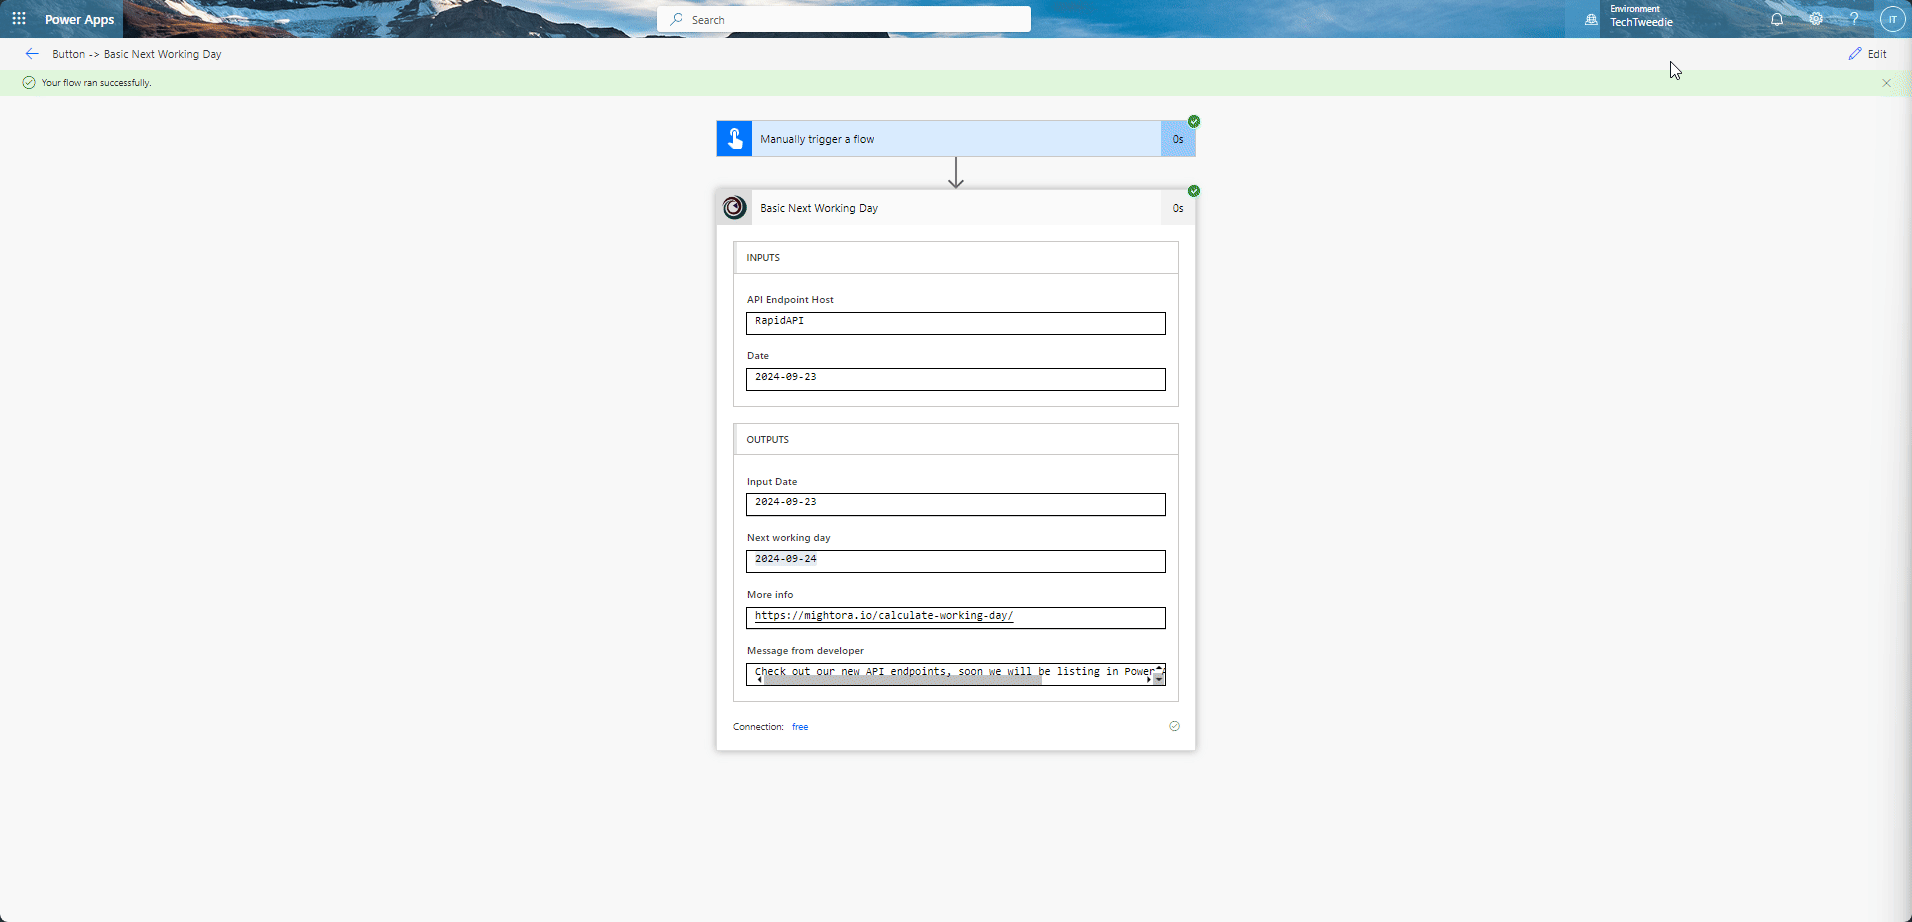 Power Apps
Search
Environment
TechTweedie
IT
Button -> Basic Next Working Day
Edit
Your flow ran successfully.
Manually trigger a flow
0s
Basic Next Working Day
0s
INPUTS
API Endpoint Host
RapidAPI
Date
2024-09-23
OUTPUTS
Input Date
2024-09-23
Next working day
2024-09-24
More info
https://mightora.io/calculate-working-day/
Message from developer
Check out our new API endpoints, soon we will be listing in Power
Connection: free